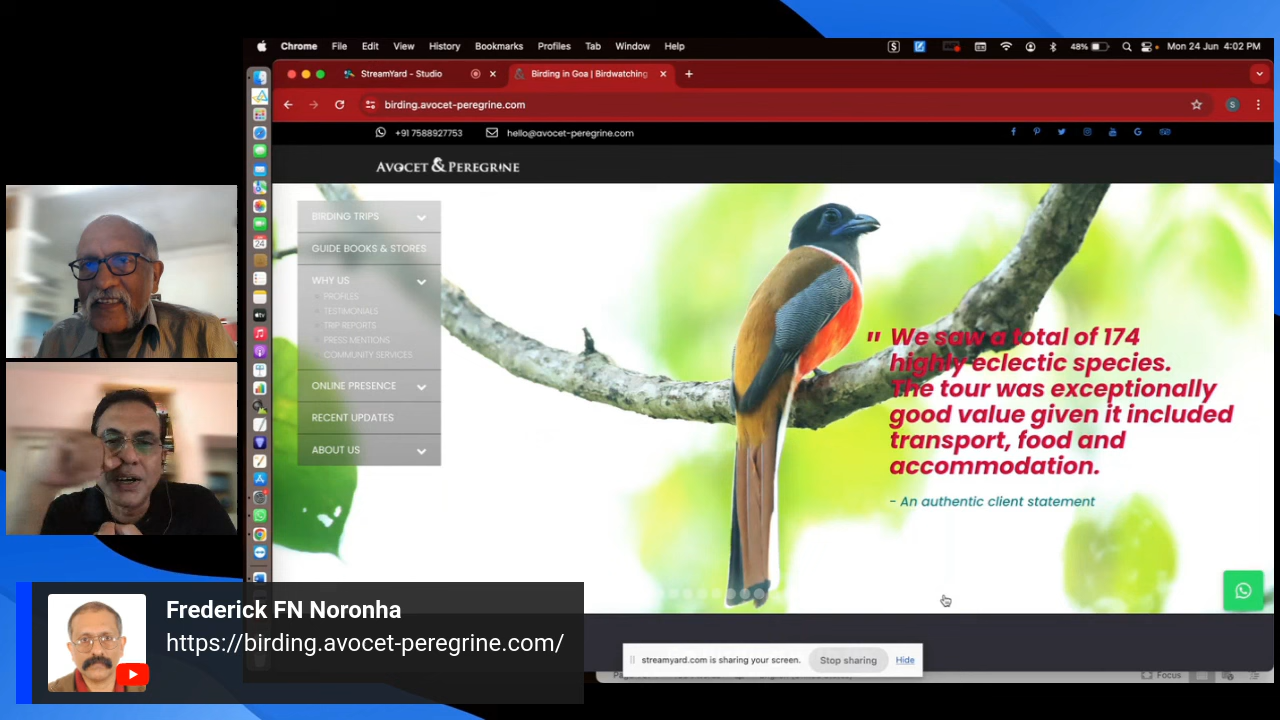 Chrome File Edit View History Bookmarks Profiles Tab Window Help 48% Mon 24 Jun 4:02 PM
StreamYard - Studio
Birding in Goa | Birdwatching
birding.avocet-peregrine.com
S
+91 7588927753
hello@avocet-peregrine.com
AVOCET & PEREGRINE
BIRDING TRIPS
GUIDE BOOKS & STORES
WHY US
PROFILES
TESTIMONIALS
TRIP REPORTS
PRESS MENTIONS
COMMUNITY SERVICES
ONLINE PRESENCE
RECENT UPDATES
ABOUT US
" We saw a total of 174
highly eclectic species.
The tour was exceptionally
good value given it included
transport, food and
accommodation.
- An authentic client statement
streamyard.com is sharing your screen. Stop sharing Hide
Focus
Frederick FN Noronha
https://birding.avocet-peregrine.com/